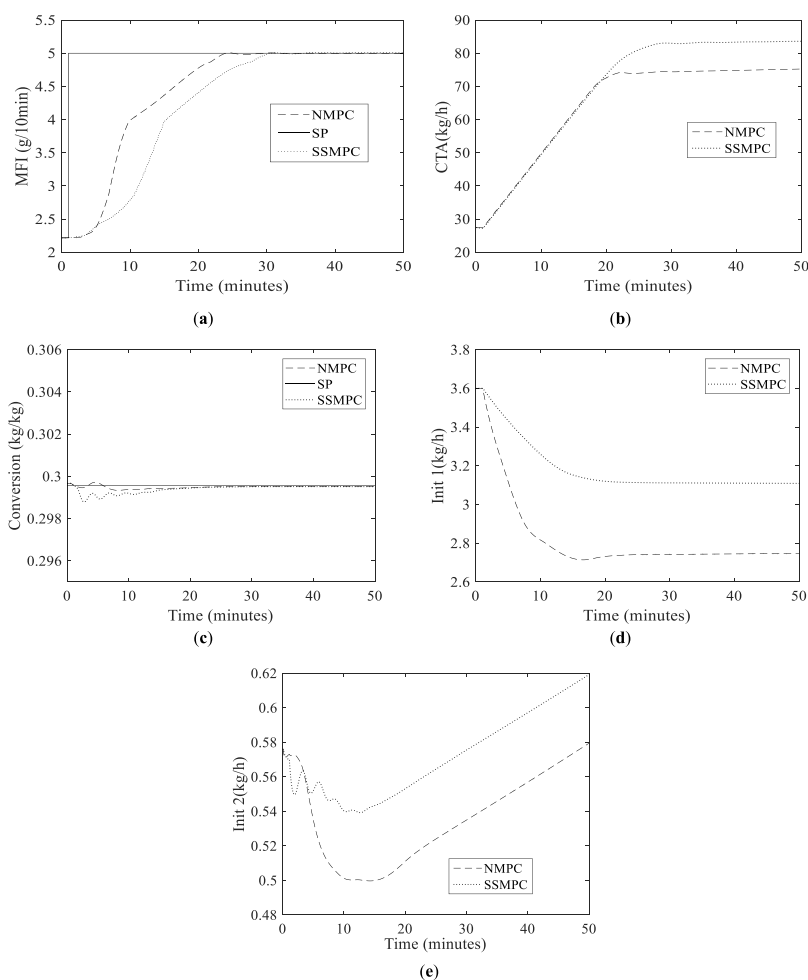 5.5
5
4.5
4
3.5
3
2.5
2
MFI (g/10min)
NMPC
SP
SSMPC
0 10 20 30 40 50
Time (minutes)
(a)
90
80
70
60
50
40
30
20
CTA(kg/h)
NMPC
SSMPC
0 10 20 30 40 50
Time (minutes)
(b)
0.306
0.304
0.302
0.3
0.298
0.296
Conversion (kg/kg)
NMPC
SP
SSMPC
0 10 20 30 40 50
Time (minutes)
(c)
3.8
3.6
3.4
3.2
3
2.8
2.6
Init 1(kg/h)
NMPC
SSMPC
0 10 20 30 40 50
Time (minutes)
(d)
0.62
0.6
0.58
0.56
0.54
0.52
0.5
0.48
Init 2(kg/h)
NMPC
SSMPC
0 10 20 30 40 50
Time (minutes)
(e)